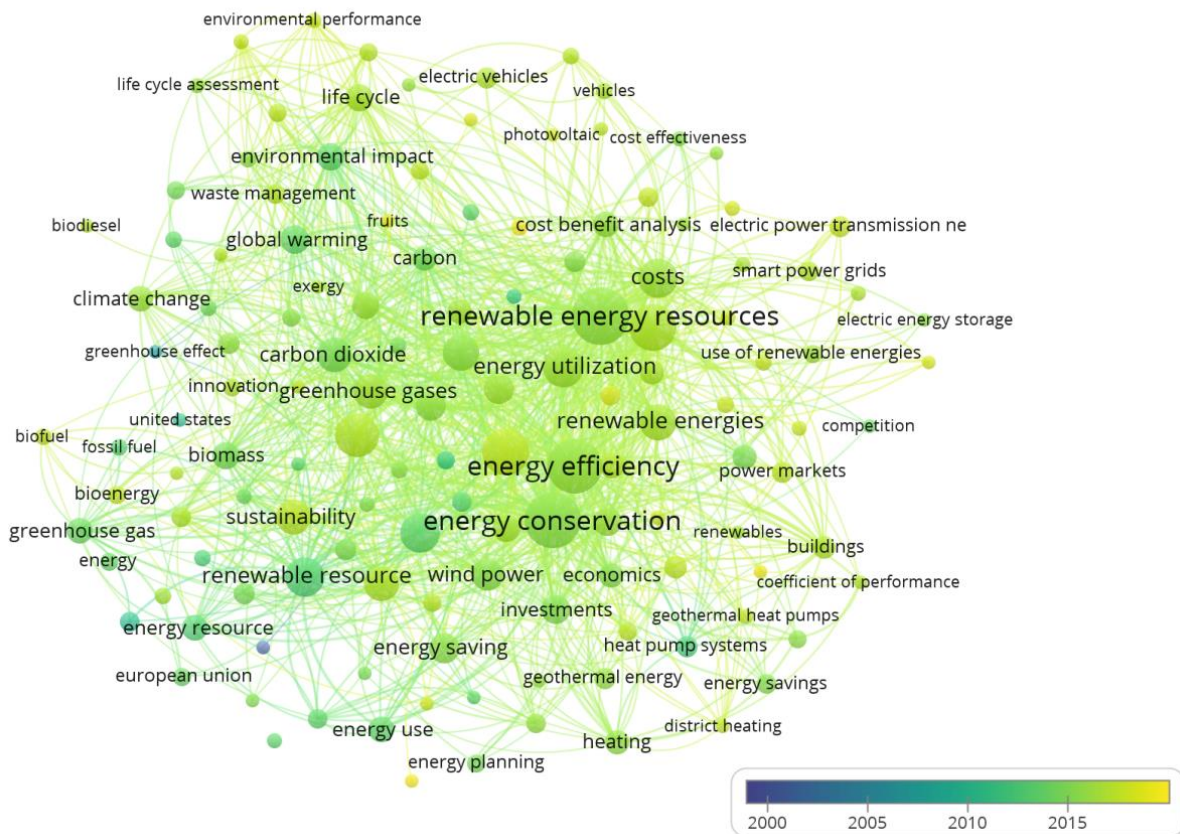 environmental performance
life cycle assessment
electric vehicles
life cycle
vehicles
photovoltaic
cost effectiveness
environmental impact
waste management
biodiesel
fruits
cost benefit analysis
electric power transmission ne
global warming
carbon
costs
smart power grids
exergy
climate change
renewable energy resources
electric energy storage
greenhouse effect
carbon dioxide
energy utilization
use of renewable energies
innovation
greenhouse gases
united states
renewable energies
competition
biofuel
fossil fuel
biomass
energy efficiency
power markets
bioenergy
sustainability
energy conservation
greenhouse gas
renewables
buildings
energy
renewable resource
wind power
economics
coefficient of performance
investments
geothermal heat pumps
energy resource
energy saving
heat pump systems
european union
geothermal energy
energy savings
energy use
heating
district heating
energy planning
2000
2005
2010
2015